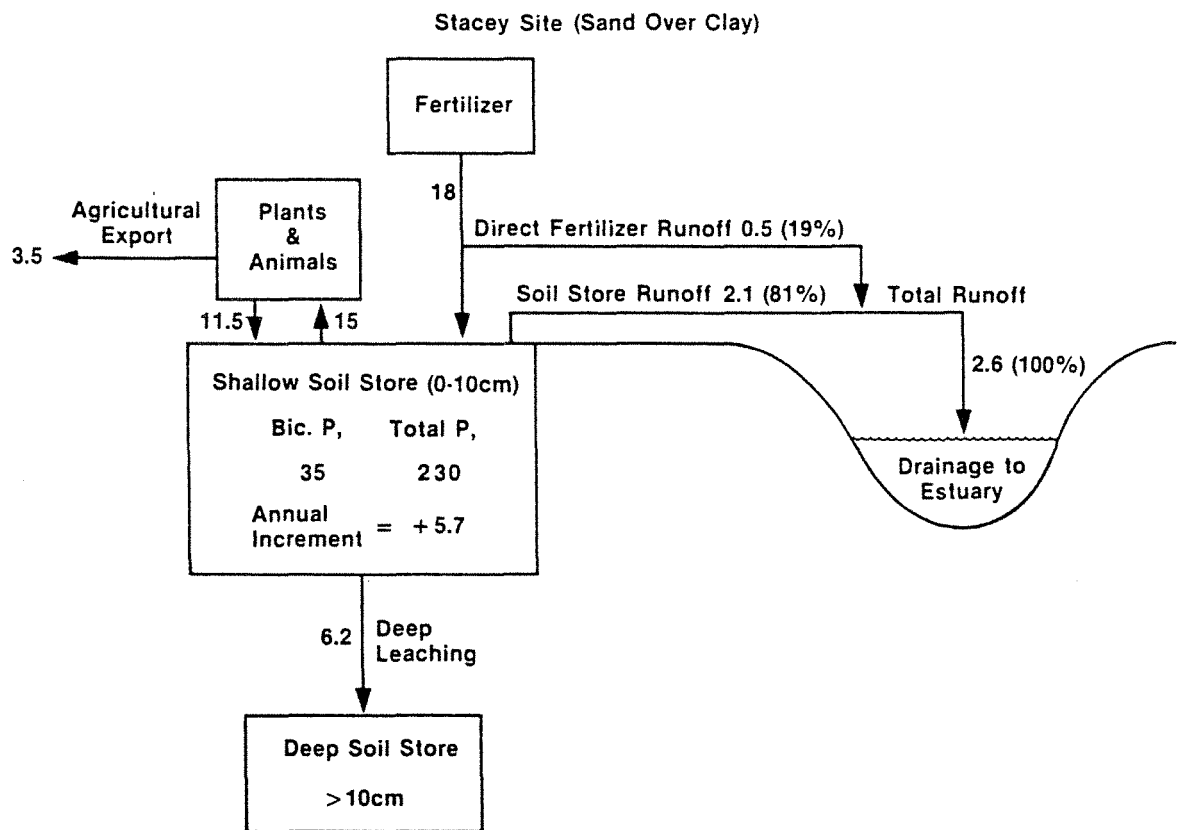 Stacey Site (Sand Over Clay)
Fertilizer
18
Agricultural
Export
3.5
Plants
&
Animals
Direct Fertilizer Runoff 0.5 (19%)
Soil Store Runoff 2.1 (81%)
Total Runoff
11.5
15
2.6 (100%)
Shallow Soil Store (0-10cm)
Bic. P, Total P,
35 230
Annual
Increment = +5.7
Drainage to
Estuary
6.2
Deep
Leaching
Deep Soil Store
>10cm